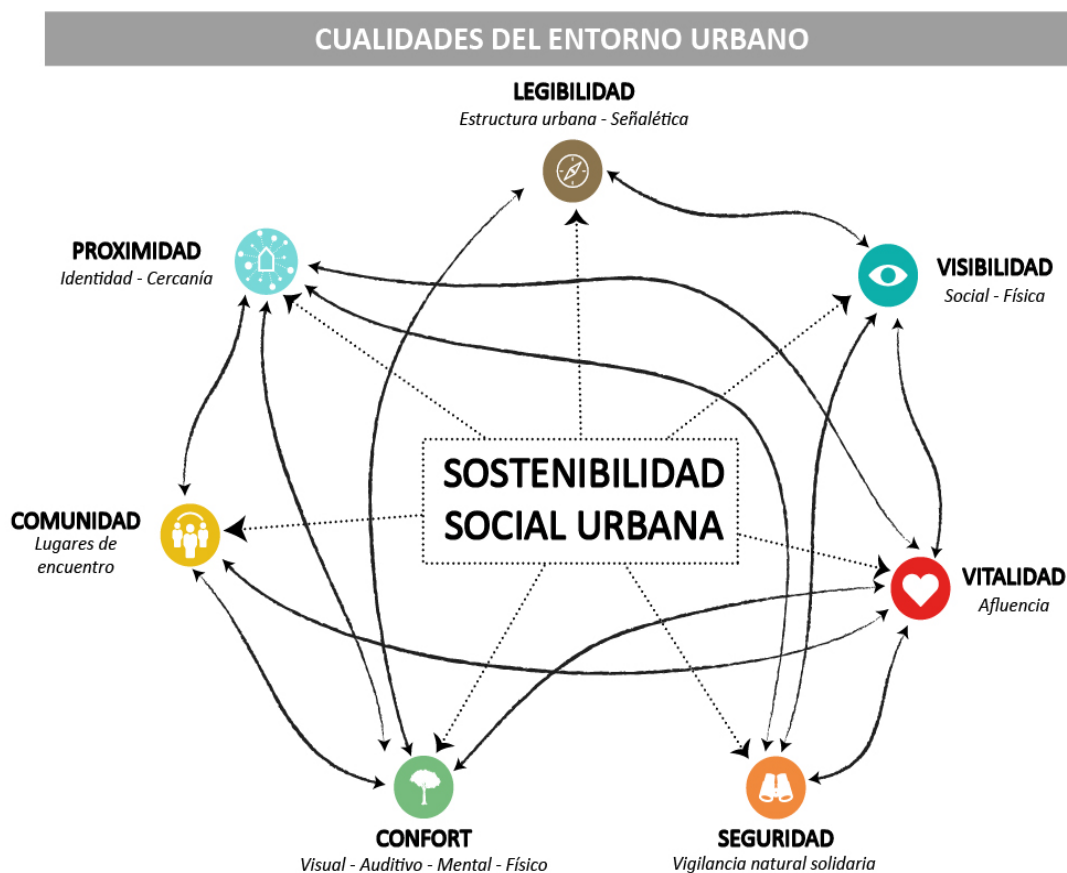 CUALIDADES DEL ENTORNO URBANO
LEGIBILIDAD
Estructura urbana - Señalética
PROXIMIDAD
Identidad - Cercanía
VISIBILIDAD
Social - Física
SOSTENIBILIDAD
SOCIAL URBANA
COMUNIDAD
Lugares de
encuentro
VITALIDAD
Afluencia
CONFORT
Visual - Auditivo - Mental - Físico
SEGURIDAD
Vigilancia natural solidaria